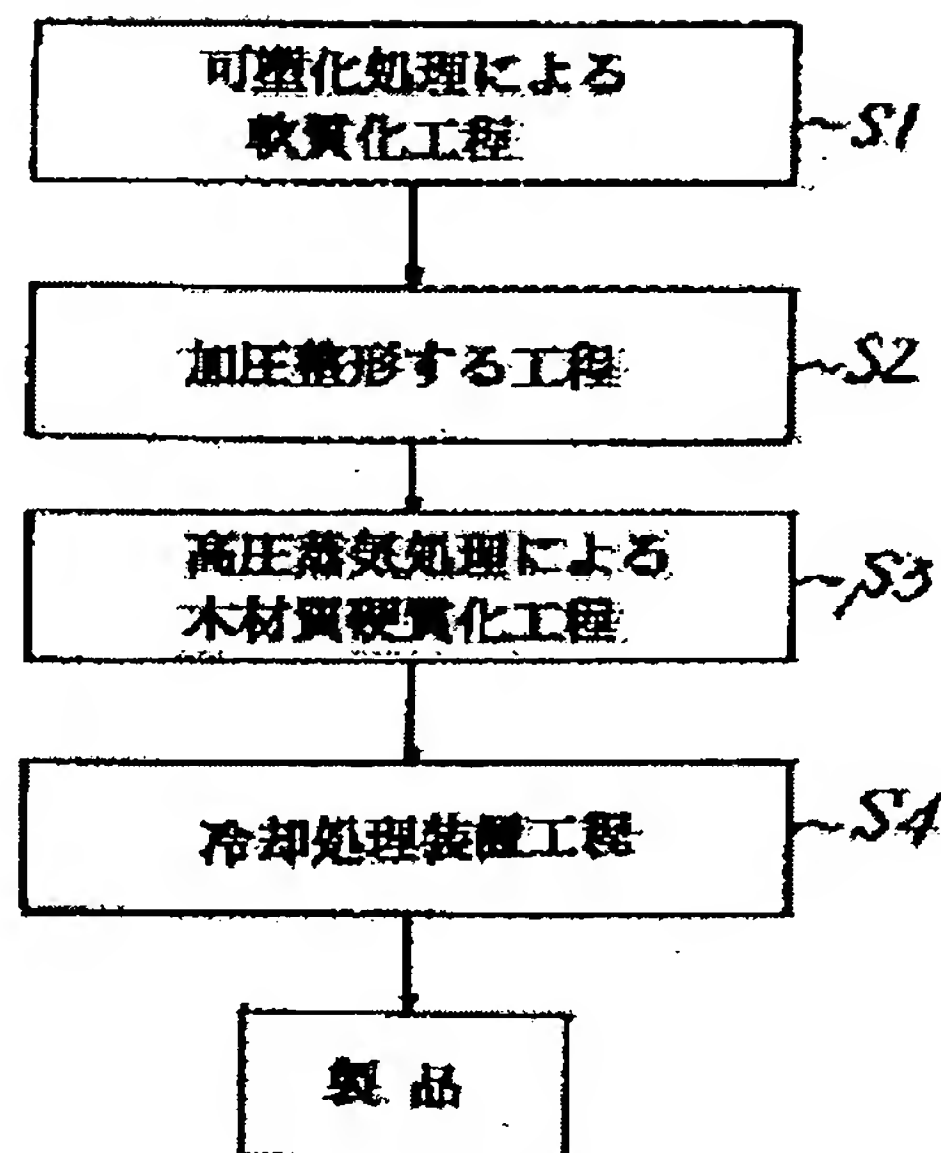 可塑化処理による
軟質化工程
S1
加圧整形する工程
S2
高圧蒸気処理による
木材質硬質化工程
S3
冷却処理装置工程
S4
製品